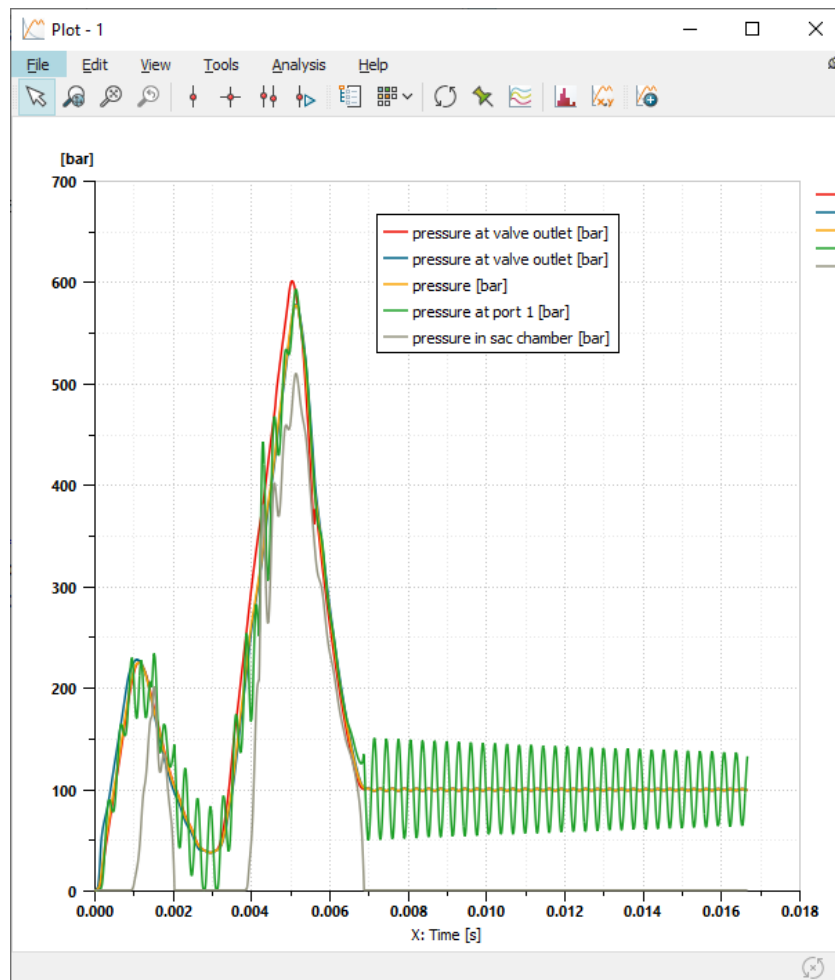 Plot - 1
File Edit View Tools Analysis Help
x,y
[bar]
700
600
500
400
300
200
100
0
pressure at valve outlet [bar]
pressure at valve outlet [bar]
pressure [bar]
pressure at port 1 [bar]
pressure in sac chamber [bar]
0.000 0.002 0.004 0.006 0.008 0.010 0.012 0.014 0.016 0.018
X: Time [s]